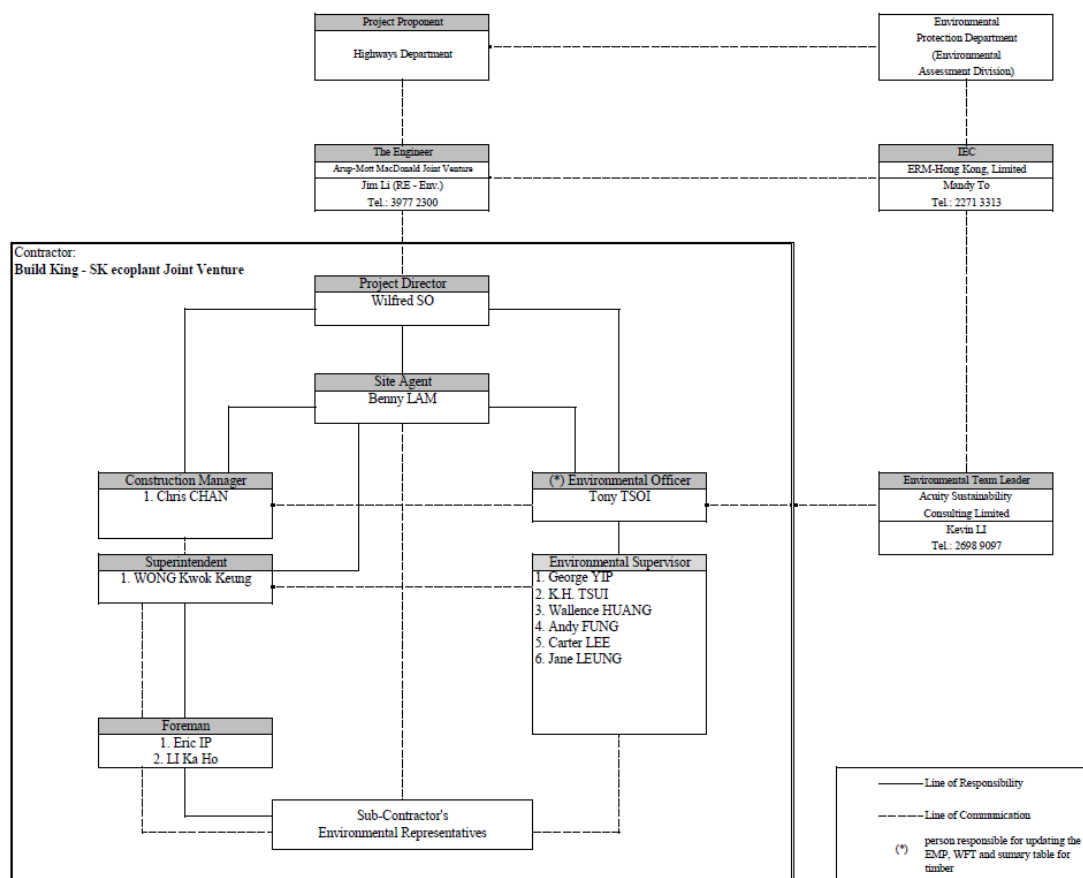 Project Proponent
Highways Department
Environmental
Protection Department
(Environmental
Assessment Division)
The Engineer
Arup-Mott MacDonald Joint Venture
Jim Li (RE - Env.)
Tel.: 3977 2300
IEC
ERM-Hong Kong, Limited
Mandy To
Tel.: 2271 3313
Contractor:
Build King - SK ecoplant Joint Venture
Project Director
Wilfred SO
Site Agent
Benny LAM
Construction Manager
1. Chris CHAN
(*) Environmental Officer
Tony TSOI
Environmental Team Leader
Acuity Sustainability
Consulting Limited
Kevin LI
Tel.: 2698 9097
Superintendent
1. WONG Kwok Keung
Environmental Supervisor
1. George YIP
2. K.H. TSUI
3. Wallence HUANG
4. Andy FUNG
5. Carter LEE
6. Jane LEUNG
Foreman
1. Eric IP
2. LI Ka Ho
Sub-Contractor's
Environmental Representatives
Line of Responsibility
Line of Communication
(*) person responsible for updating the
EMP, WFT and sumary table for
timber